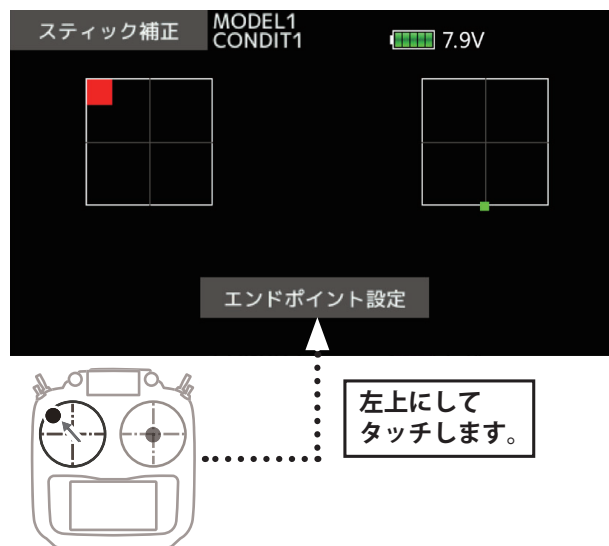 スティック補正
MODEL1
CONDIT1
7.9V
エンドポイント設定
左上にして
タッチします。